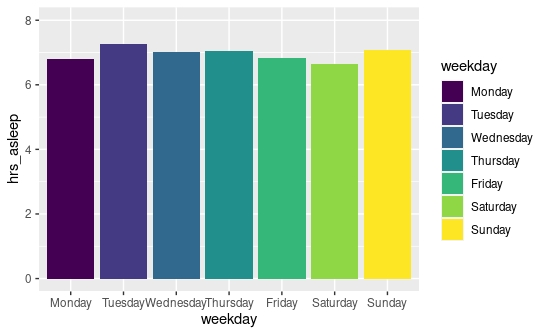 8
6
4
2
0
hrs_asleep
Monday Tuesday Wednesday Thursday Friday Saturday Sunday
weekday
weekday
Monday
Tuesday
Wednesday
Thursday
Friday
Saturday
Sunday